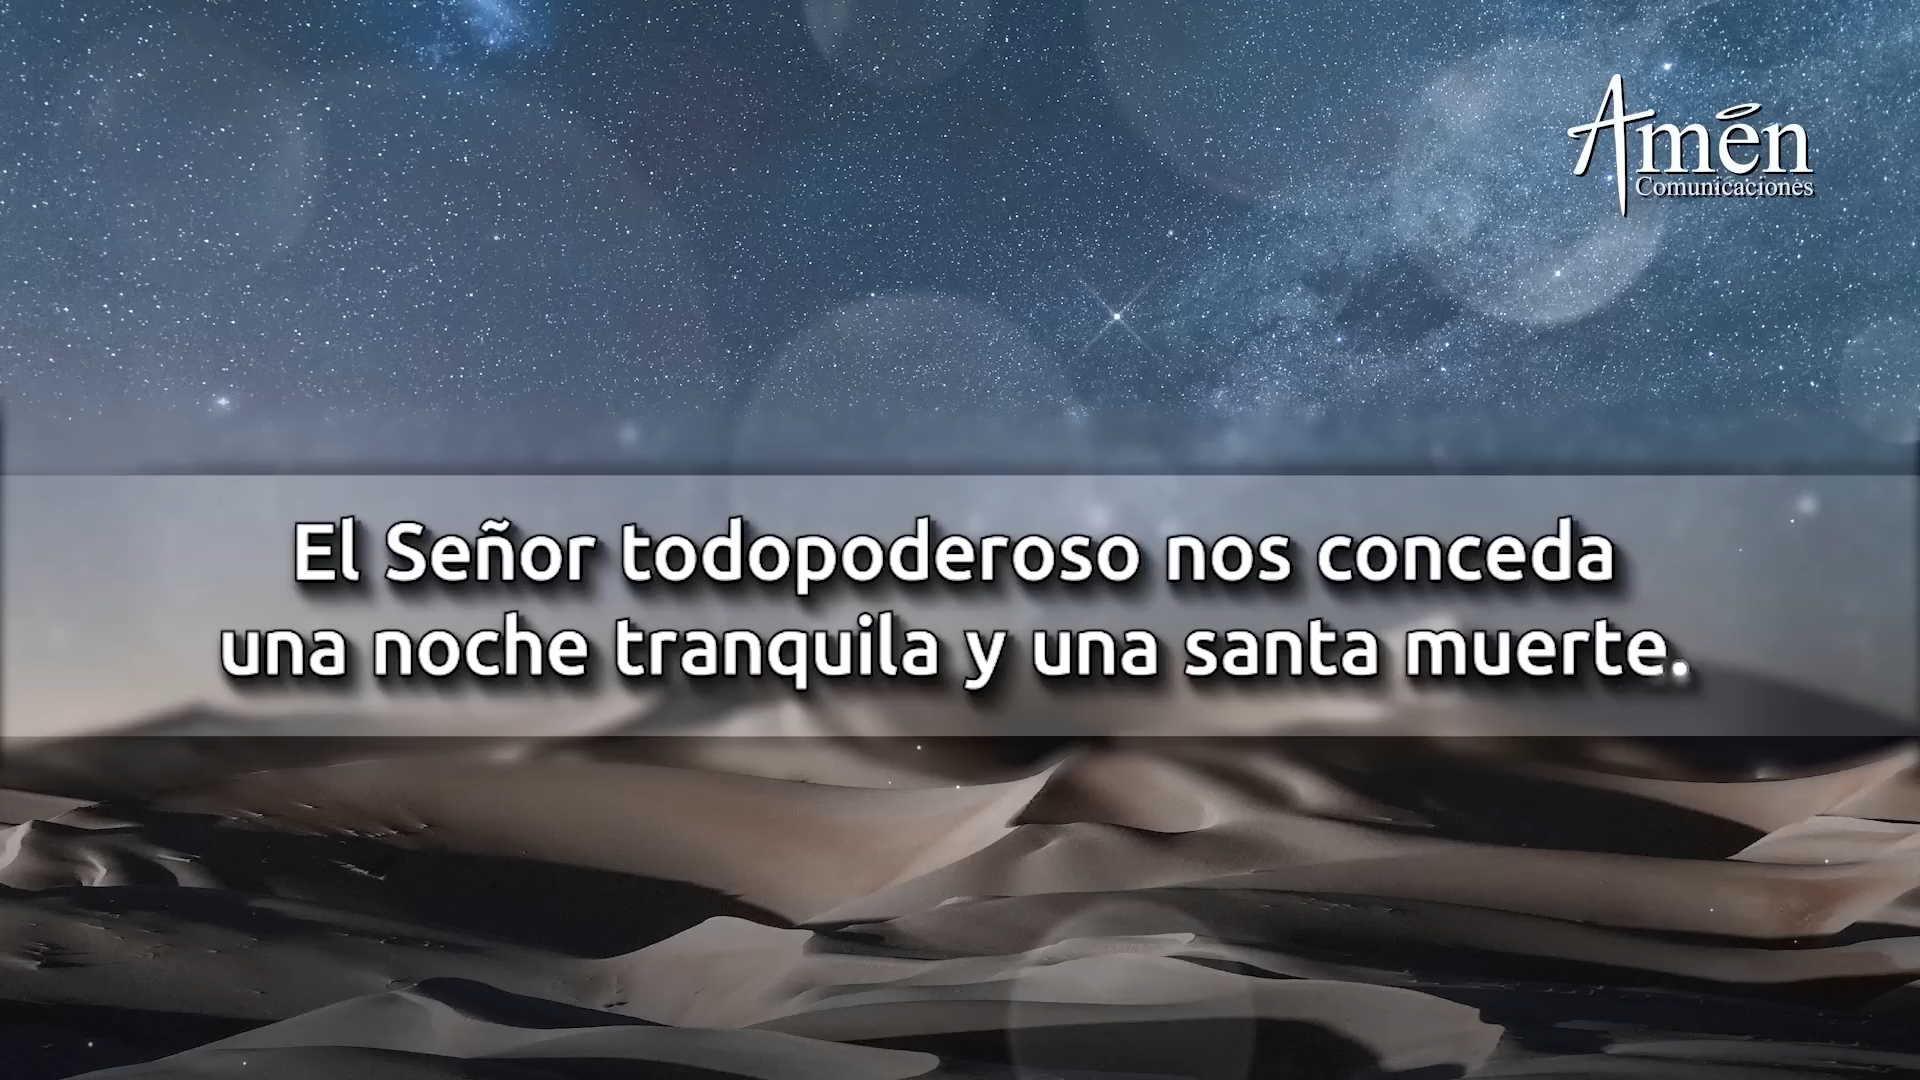 Amén
Comunicaciones
El Señor todopoderoso nos conceda
una noche tranquila y una santa muerte.